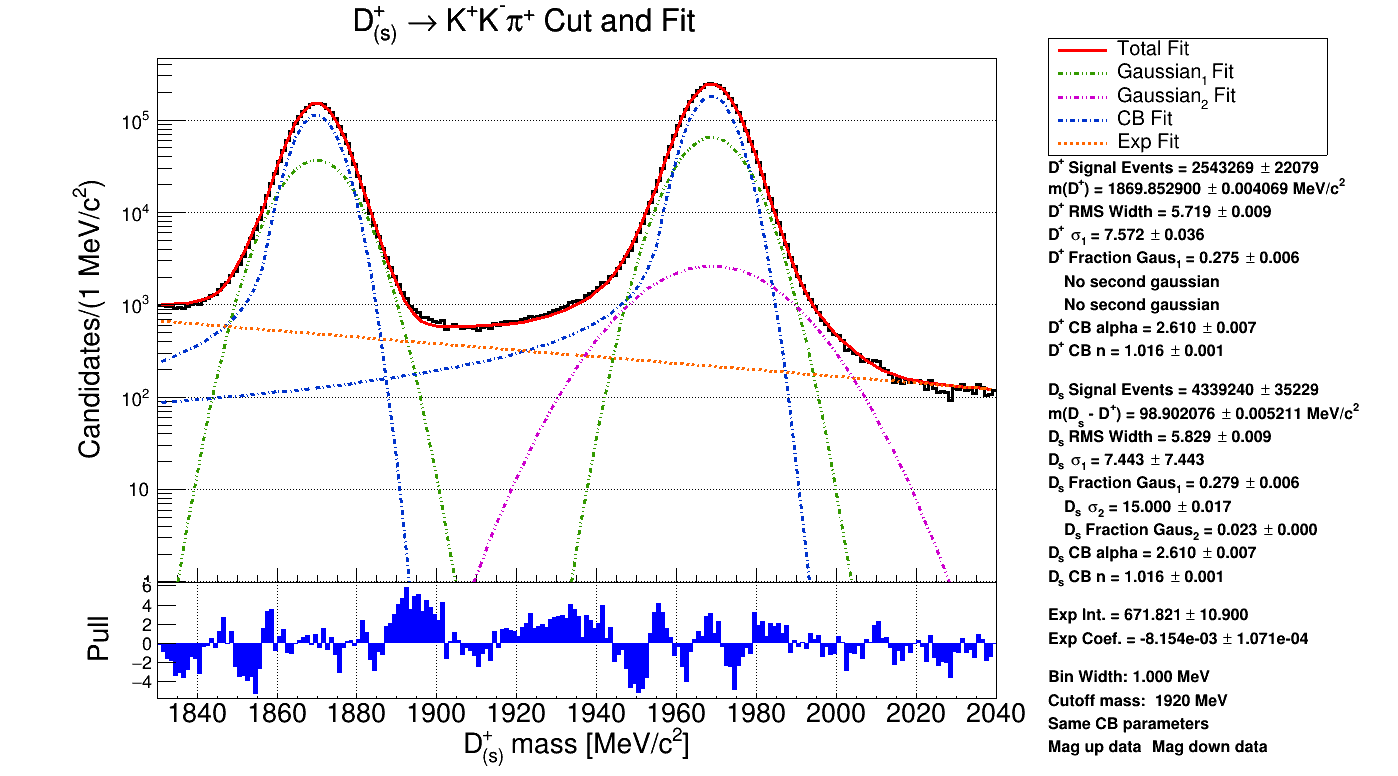 D⁺₍ₛ₎ → K⁺K⁻π⁺ Cut and Fit
Total Fit
Gaussian₁ Fit
Gaussian₂ Fit
CB Fit
Exp Fit
D⁺ Signal Events = 2543269 ± 22079
m(D⁺) = 1869.852900 ± 0.004069 MeV/c²
D⁺ RMS Width = 5.719 ± 0.009
D⁺ σ₁ = 7.572 ± 0.036
D⁺ Fraction Gaus₁ = 0.275 ± 0.006
No second gaussian
No second gaussian
D⁺ CB alpha = 2.610 ± 0.007
D⁺ CB n = 1.016 ± 0.001
Dₛ Signal Events = 4339240 ± 35229
m(Dₛ - D⁺) = 98.902076 ± 0.005211 MeV/c²
Dₛ RMS Width = 5.829 ± 0.009
Dₛ σ₁ = 7.443 ± 7.443
Dₛ Fraction Gaus₁ = 0.279 ± 0.006
Dₛ σ₂ = 15.000 ± 0.017
Dₛ Fraction Gaus₂ = 0.023 ± 0.000
Dₛ CB alpha = 2.610 ± 0.007
Dₛ CB n = 1.016 ± 0.001
Exp Int. = 671.821 ± 10.900
Exp Coef. = -8.154e-03 ± 1.071e-04
Bin Width: 1.000 MeV
Cutoff mass: 1920 MeV
Same CB parameters
Mag up data Mag down data
Candidates/(1 MeV/c²)
10⁵
10⁴
10³
10²
10
1
Pull
6
4
2
0
−2
−4
1840 1860 1880 1900 1920 1940 1960 1980 2000 2020 2040
D⁺₍ₛ₎ mass [MeV/c²]